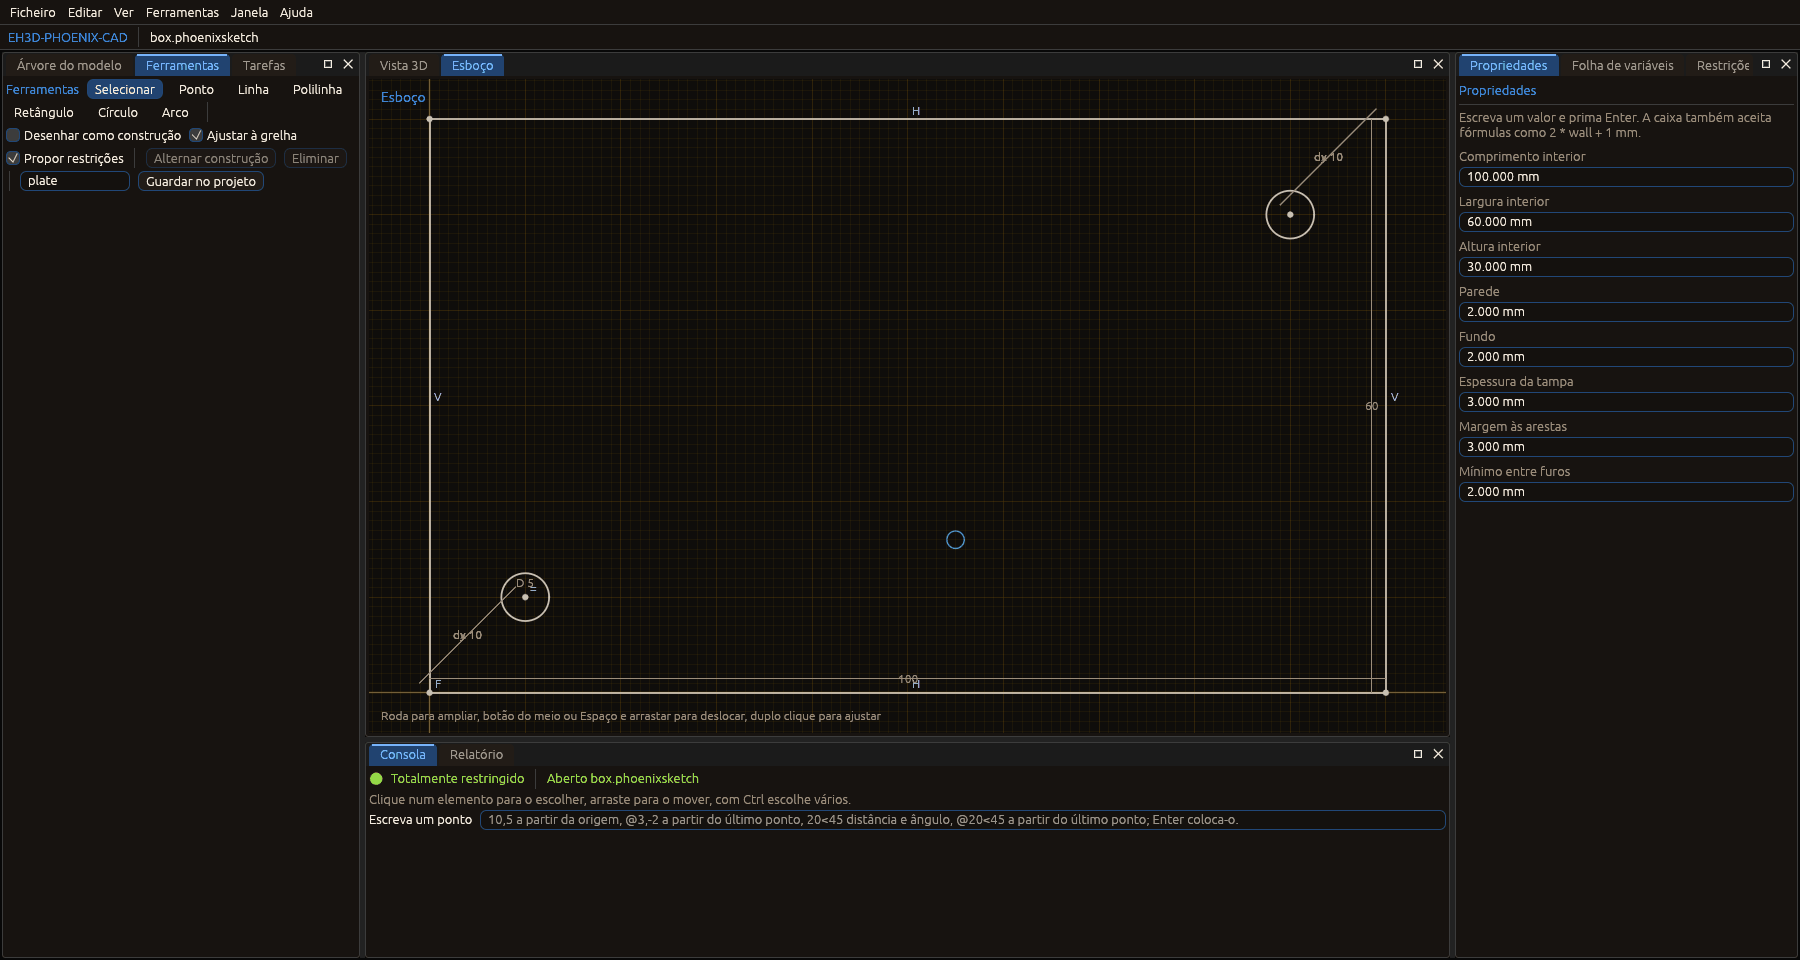 Ficheiro Editar Ver Ferramentas Janela Ajuda
EH3D-PHOENIX-CAD box.phoenixsketch
Árvore do modelo Ferramentas Tarefas
Ferramentas Selecionar Ponto Linha Polilinha
Retângulo Círculo Arco
Desenhar como construção Ajustar à grelha
Propor restrições Alternar construção Eliminar
plate Guardar no projeto
Vista 3D Esboço
Esboço
H
dx 10
V
60
V
D 5
=
dx 10
F
100
H
Roda para ampliar, botão do meio ou Espaço e arrastar para deslocar, duplo clique para ajustar
Consola Relatório
Totalmente restringido Aberto box.phoenixsketch
Clique num elemento para o escolher, arraste para o mover, com Ctrl escolhe vários.
Escreva um ponto 10,5 a partir da origem, @3,-2 a partir do último ponto, 20<45 distância e ângulo, @20<45 a partir do último ponto; Enter coloca-o.
Propriedades Folha de variáveis Restriçõe
Propriedades
Escreva um valor e prima Enter. A caixa também aceita
fórmulas como 2 * wall + 1 mm.
Comprimento interior
100.000 mm
Largura interior
60.000 mm
Altura interior
30.000 mm
Parede
2.000 mm
Fundo
2.000 mm
Espessura da tampa
3.000 mm
Margem às arestas
3.000 mm
Mínimo entre furos
2.000 mm